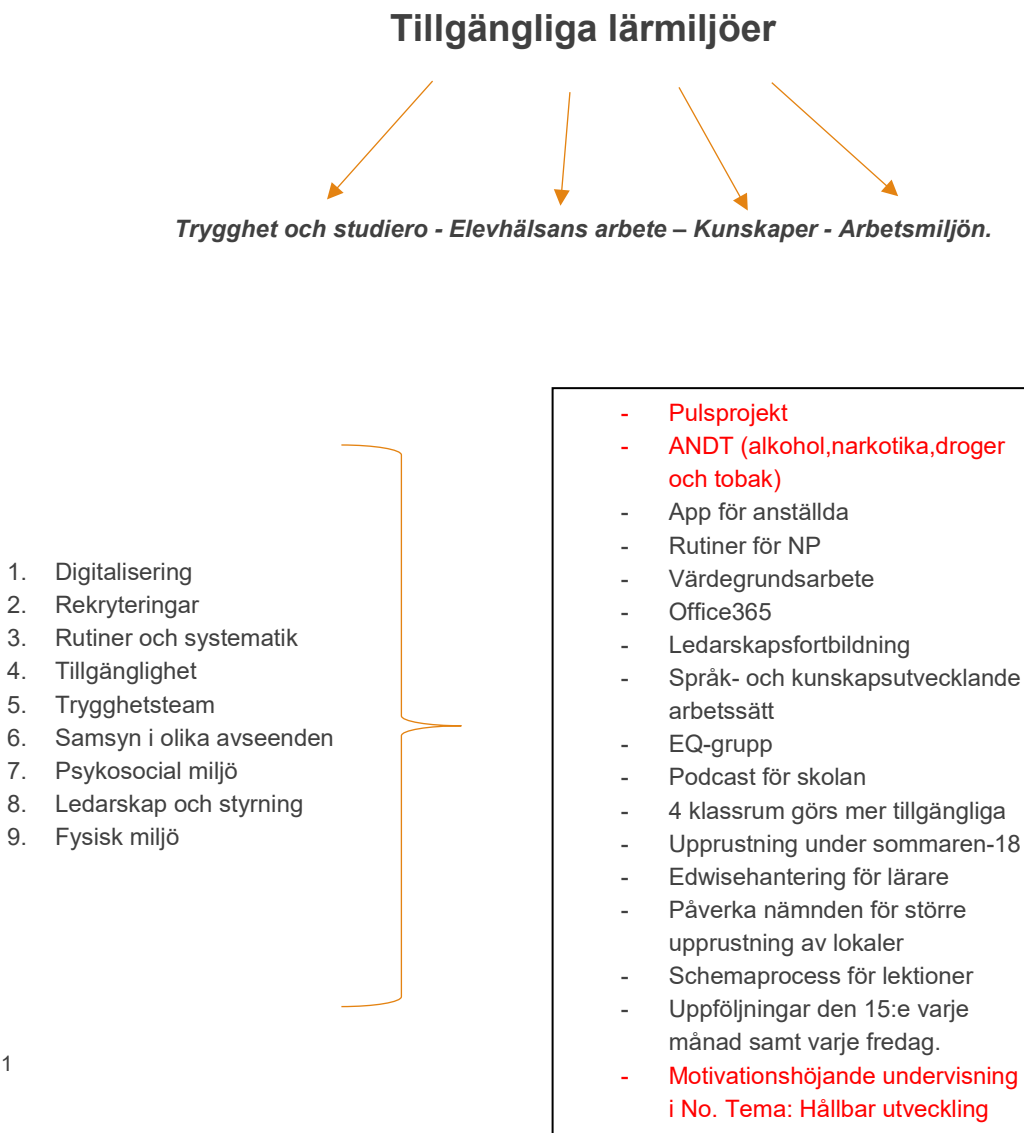 Tillgängliga lärmiljöer
Trygghet och studiero - Elevhälsans arbete – Kunskaper - Arbetsmiljön.
1. Digitalisering
2. Rekryteringar
3. Rutiner och systematik
4. Tillgänglighet
5. Trygghetsteam
6. Samsyn i olika avseenden
7. Psykosocial miljö
8. Ledarskap och styrning
9. Fysisk miljö
- Pulsprojekt
- ANDT (alkohol,narkotika,droger
och tobak)
- App för anställda
- Rutiner för NP
- Värdegrundsarbete
- Office365
- Ledarskapsfortbildning
- Språk- och kunskapsutvecklande
arbetssätt
- EQ-grupp
- Podcast för skolan
- 4 klassrum görs mer tillgängliga
- Upprustning under sommaren-18
- Edwisehantering för lärare
- Påverka nämnden för större
upprustning av lokaler
- Schemaprocess för lektioner
- Uppföljningar den 15:e varje
månad samt varje fredag.
- Motivationshöjande undervisning
i No. Tema: Hållbar utveckling
1